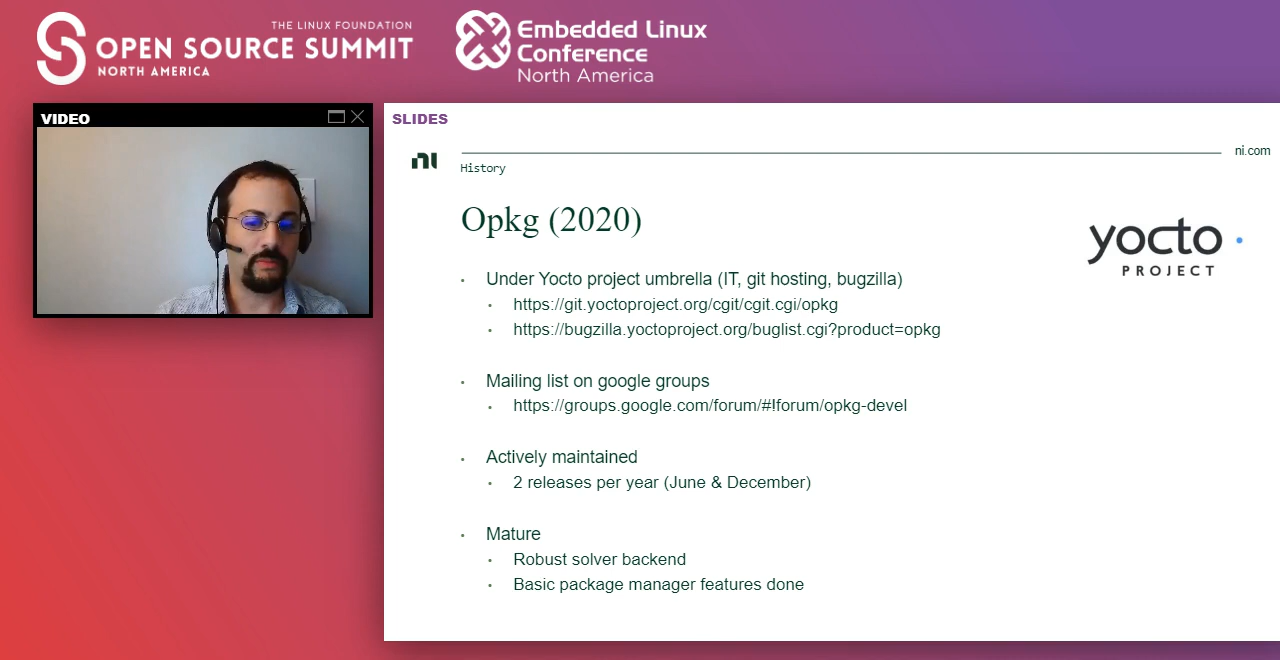 THE LINUX FOUNDATION
OPEN SOURCE SUMMIT
NORTH AMERICA
Embedded Linux
Conference
North America
VIDEO
SLIDES
ni
ni.com
History
Opkg (2020)
yocto
PROJECT
• Under Yocto project umbrella (IT, git hosting, bugzilla)
• https://git.yoctoproject.org/cgit/cgit.cgi/opkg
• https://bugzilla.yoctoproject.org/buglist.cgi?product=opkg
• Mailing list on google groups
• https://groups.google.com/forum/#!forum/opkg-devel
• Actively maintained
• 2 releases per year (June & December)
• Mature
• Robust solver backend
• Basic package manager features done